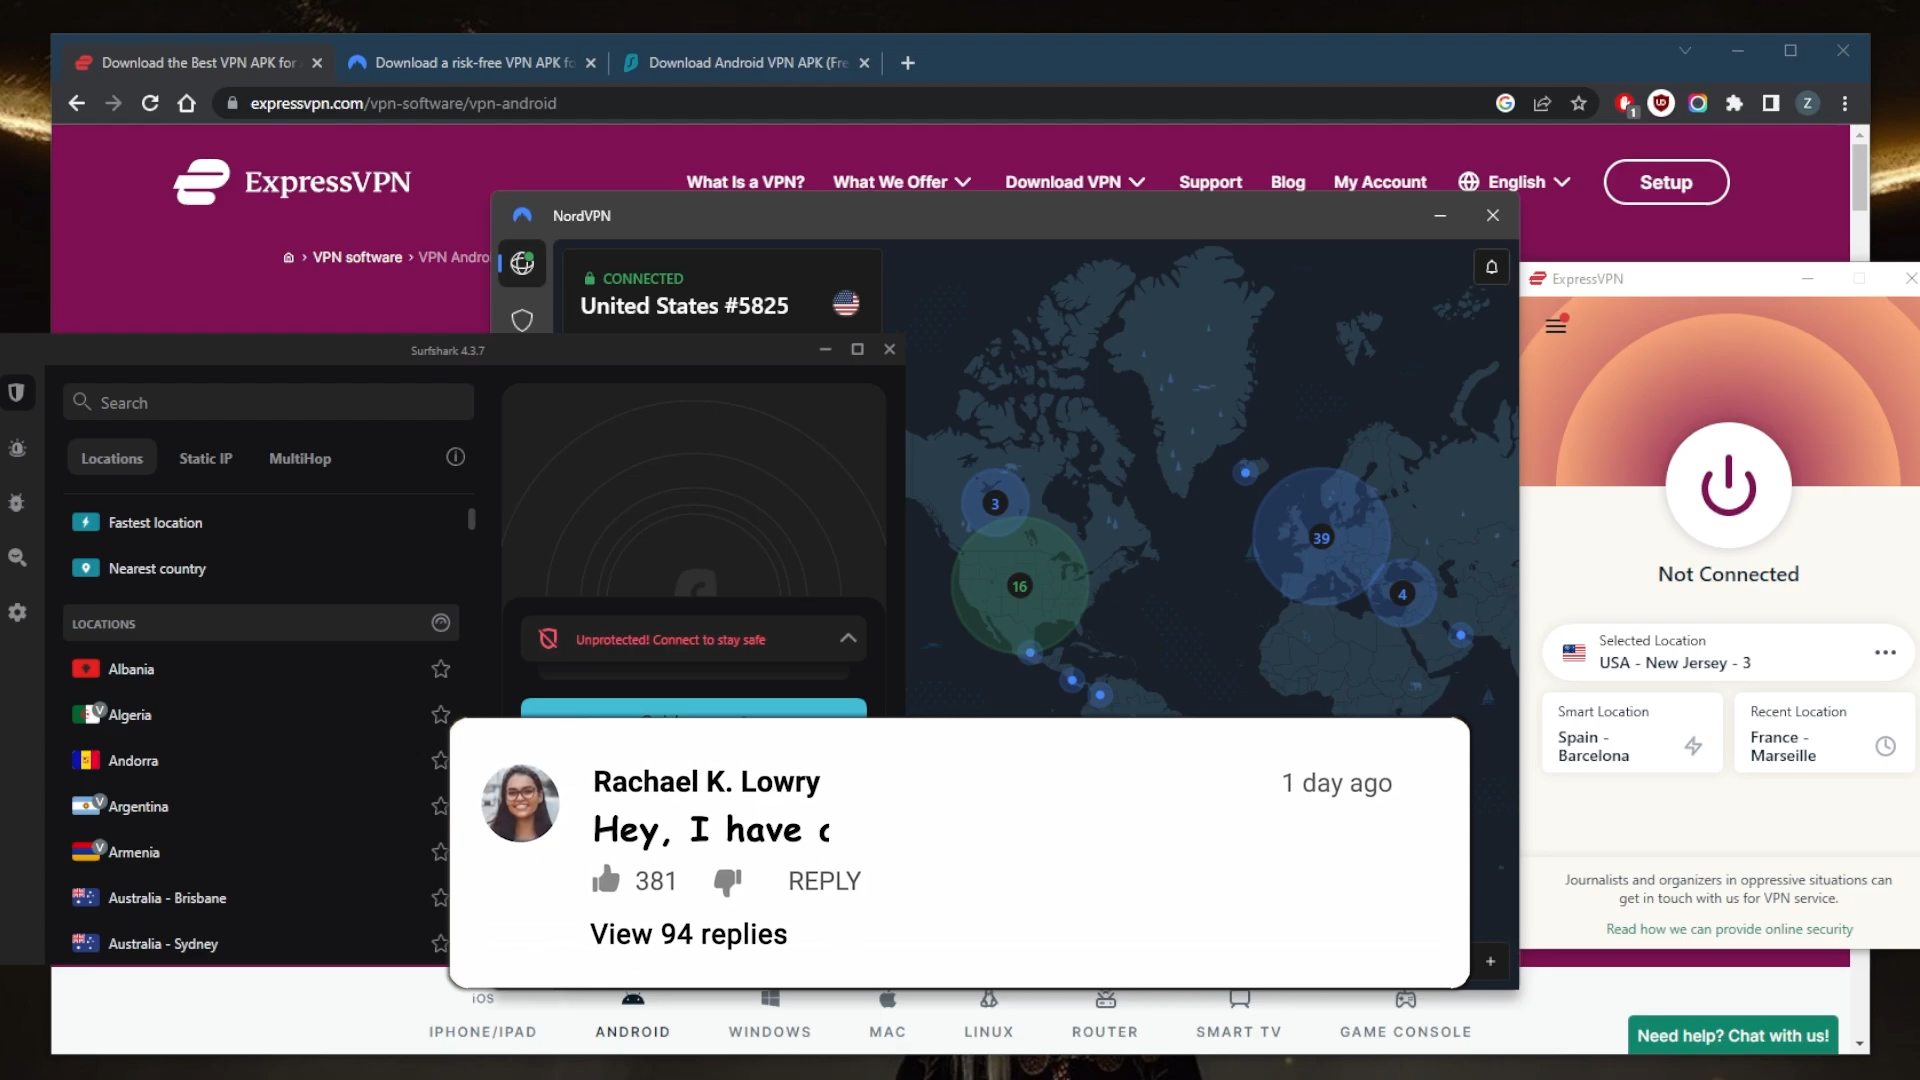 Download the Best VPN APK for
Download a risk-free VPN APK fo
Download Android VPN APK (Fre
expressvpn.com/vpn-software/vpn-android
1
Z
ExpressVPN
What Is a VPN?
What We Offer
Download VPN
Support
Blog
My Account
English
Setup
VPN software › VPN Andro
NordVPN
CONNECTED
United States #5825
3
16
39
4
ExpressVPN
Not Connected
Selected Location
USA - New Jersey - 3
Smart Location
Spain -
Barcelona
Recent Location
France -
Marseille
Journalists and organizers in oppressive situations can
get in touch with us for VPN service.
Read how we can provide online security
Surfshark 4.3.7
Search
Locations
Static IP
MultiHop
Fastest location
Nearest country
LOCATIONS
Albania
Algeria
Andorra
Argentina
Armenia
Australia - Brisbane
Australia - Sydney
Unprotected! Connect to stay safe
Rachael K. Lowry
1 day ago
Hey, I have
381
REPLY
View 94 replies
iOS
IPHONE/IPAD
ANDROID
WINDOWS
MAC
LINUX
ROUTER
SMART TV
GAME CONSOLE
Need help? Chat with us!